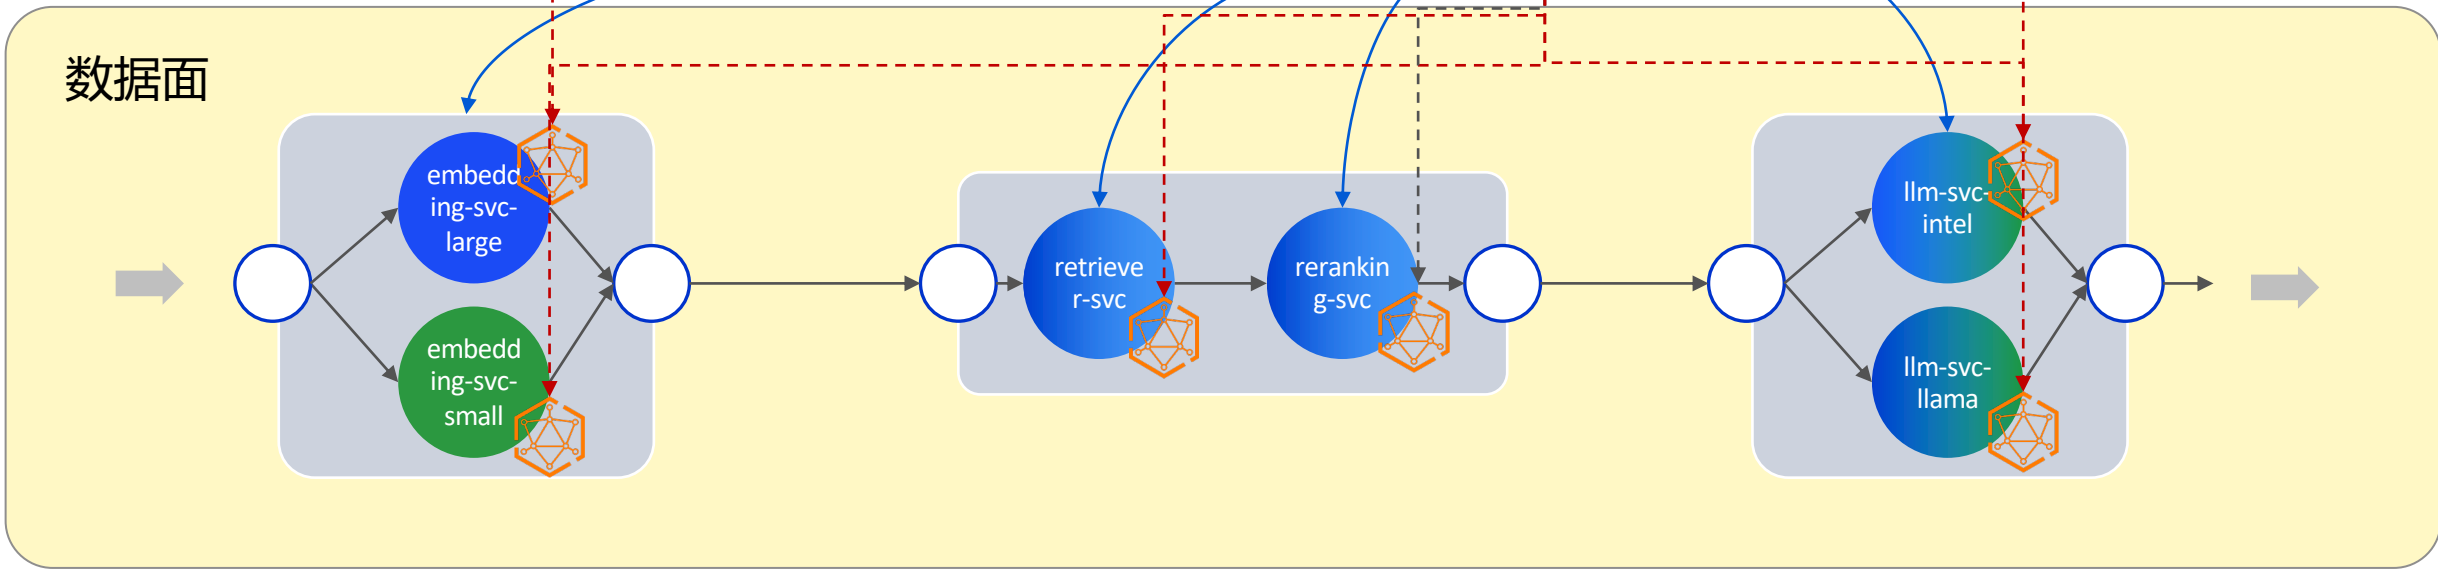 数据面
embedd
ing-svc-
large
embedd
ing-svc-
small
retrieve
r-svc
rerankin
g-svc
llm-svc-
intel
llm-svc-
llama